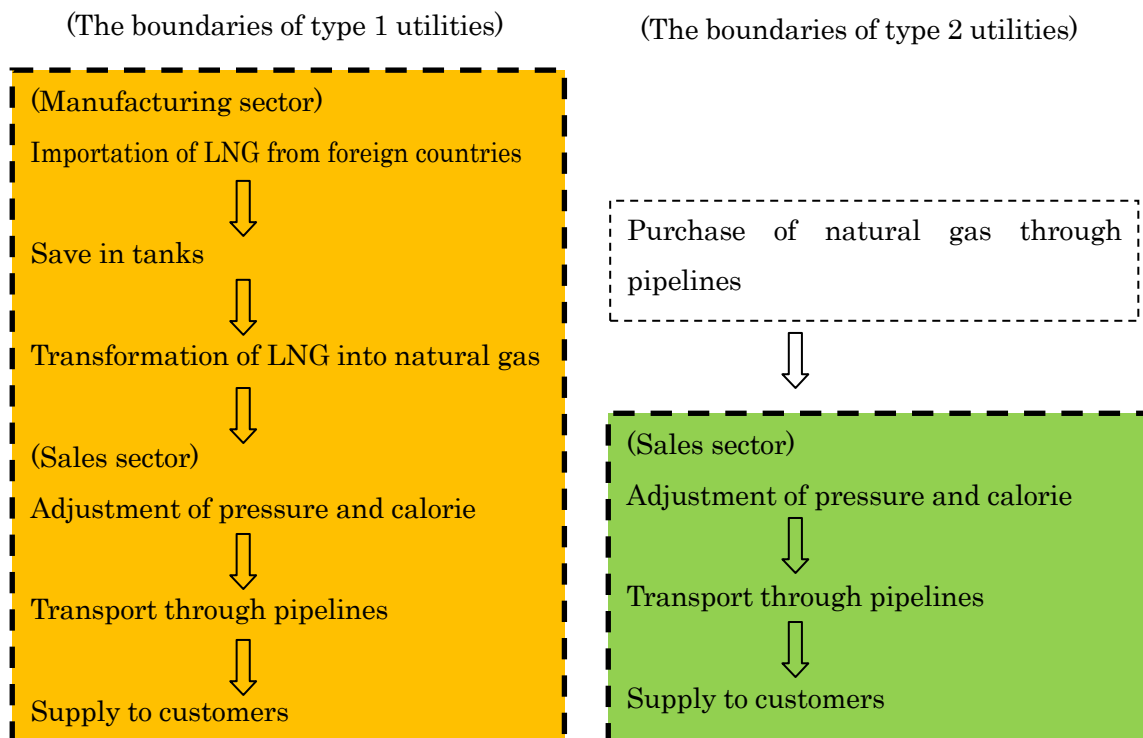 (The boundaries of type 1 utilities)
(Manufacturing sector)
Importation of LNG from foreign countries
Save in tanks
Transformation of LNG into natural gas
(Sales sector)
Adjustment of pressure and calorie
Transport through pipelines
Supply to customers
(The boundaries of type 2 utilities)
Purchase of natural gas through
pipelines
(Sales sector)
Adjustment of pressure and calorie
Transport through pipelines
Supply to customers